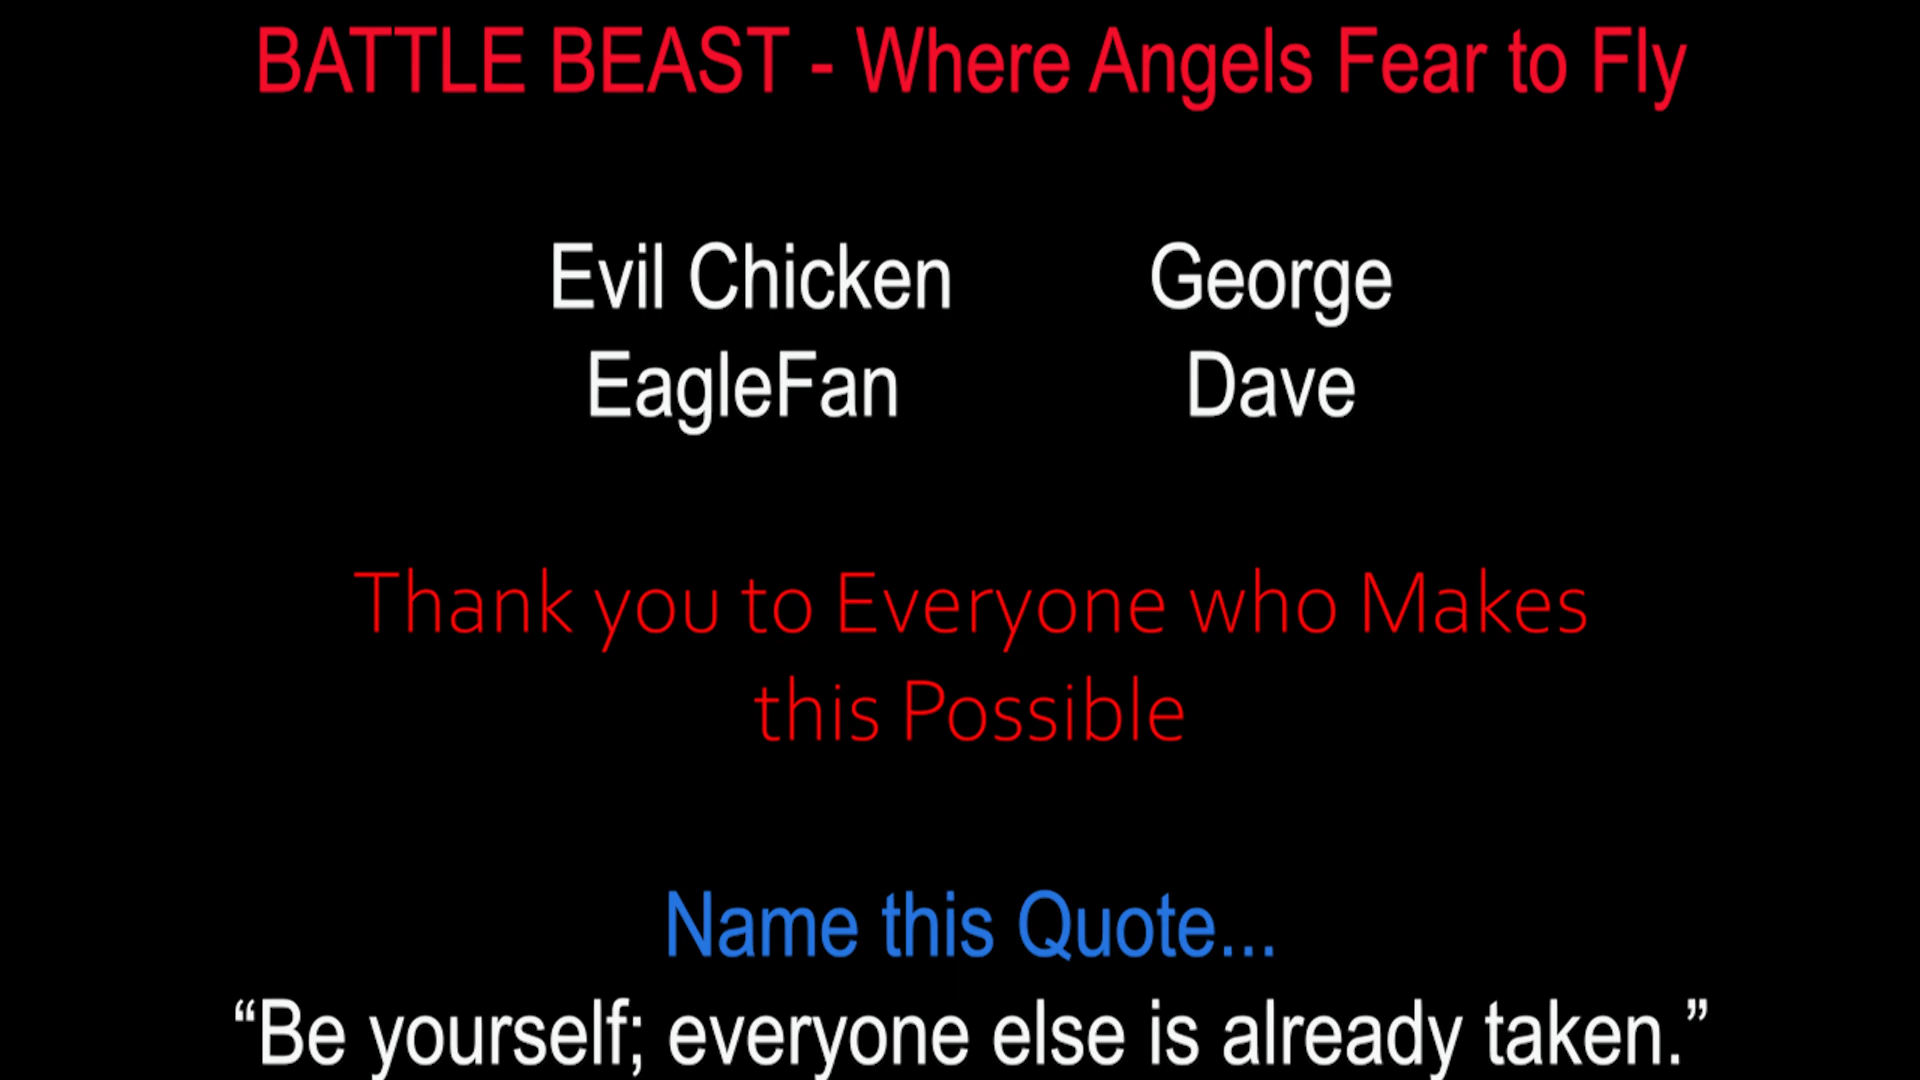 BATTLE BEAST - Where Angels Fear to Fly
Evil Chicken George
EagleFan Dave
Thank you to Everyone who Makes
this Possible
Name this Quote...
“Be yourself; everyone else is already taken.”